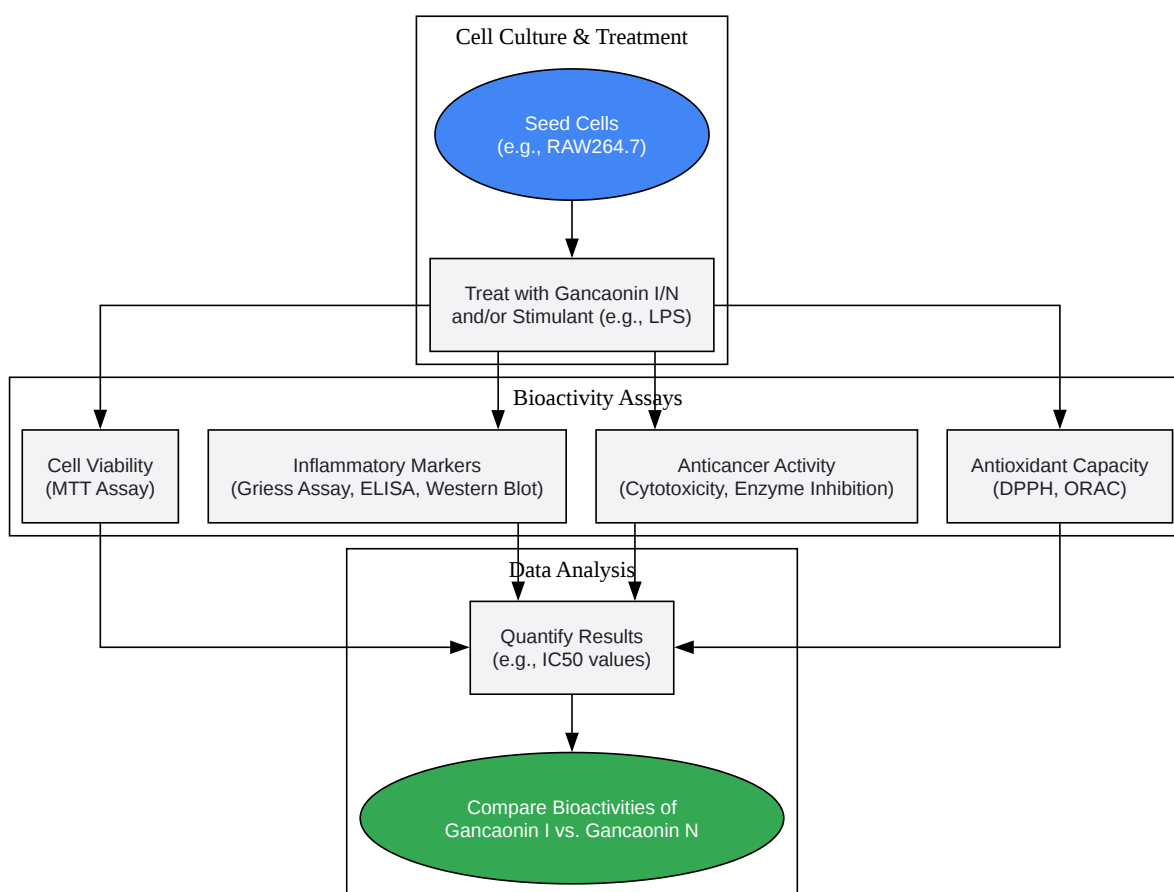 Cell Culture & Treatment
Seed Cells
(e.g., RAW264.7)
Treat with Gancaonin I/N
and/or Stimulant (e.g., LPS)
Bioactivity Assays
Cell Viability
(MTT Assay)
Inflammatory Markers
(Griess Assay, ELISA, Western Blot)
Anticancer Activity
(Cytotoxicity, Enzyme Inhibition)
Antioxidant Capacity
(DPPH, ORAC)
Data Analysis
Quantify Results
(e.g., IC50 values)
Compare Bioactivities of
Gancaonin I vs. Gancaonin N